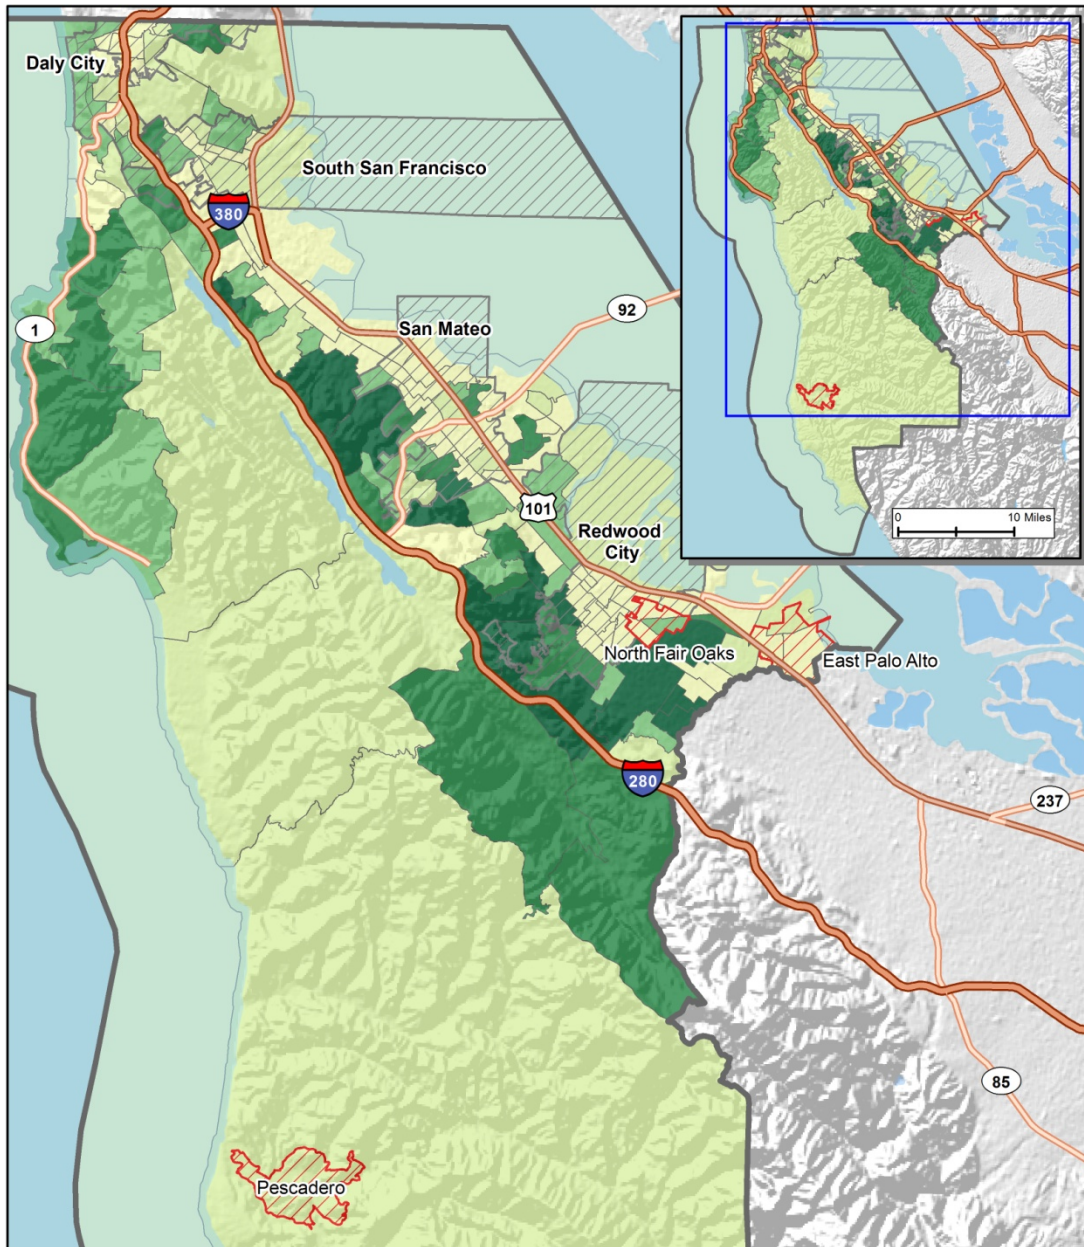 Daly City
South San Francisco
380
1
92
San Mateo
0 10 Miles
101
Redwood
City
North Fair Oaks
East Palo Alto
280
237
85
Pescadero